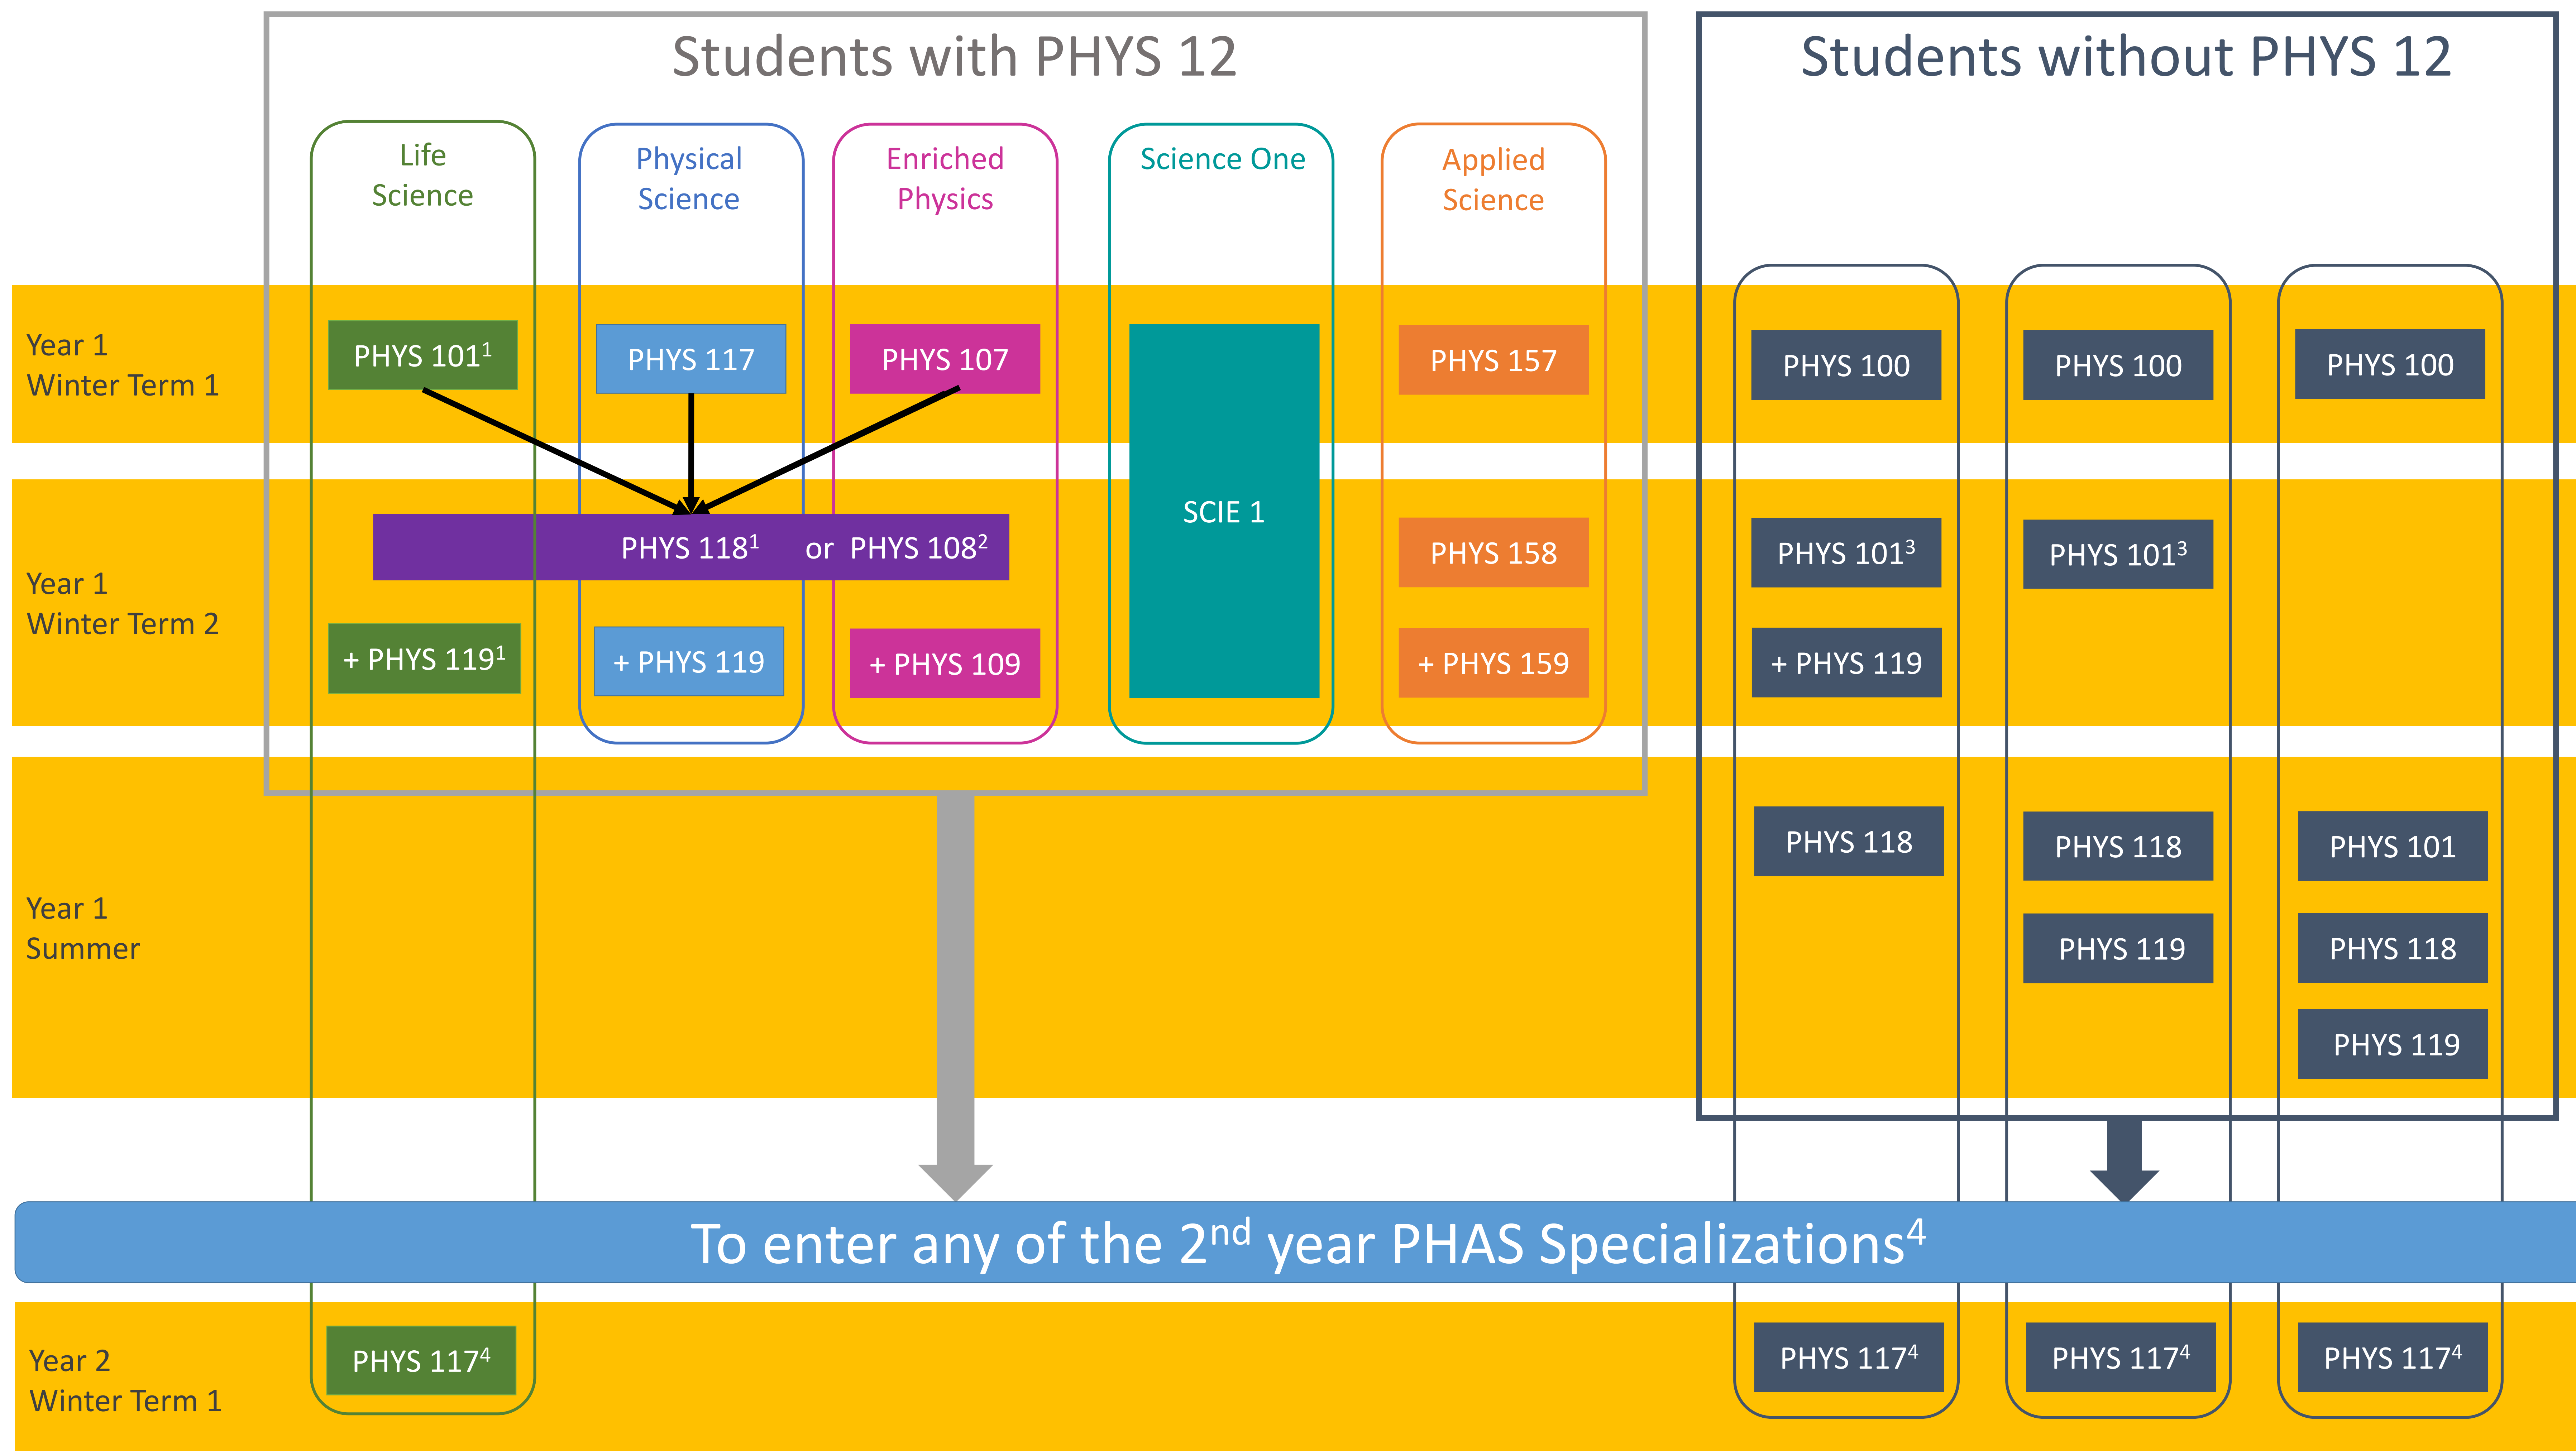 Students with PHYS 12
Students without PHYS 12
Life
Science
Physical
Science
Enriched
Physics
Science One
Applied
Science
Year 1
Winter Term 1
PHYS 101¹
PHYS 117
PHYS 107
PHYS 157
PHYS 100
PHYS 100
PHYS 100
SCIE 1
Year 1
Winter Term 2
PHYS 118¹ or PHYS 108²
PHYS 158
PHYS 101³
PHYS 101³
+ PHYS 119¹
+ PHYS 119
+ PHYS 109
+ PHYS 159
+ PHYS 119
Year 1
Summer
PHYS 118
PHYS 118
PHYS 101
PHYS 119
PHYS 118
PHYS 119
To enter any of the 2ⁿᵈ year PHAS Specializations⁴
Year 2
Winter Term 1
PHYS 117⁴
PHYS 117⁴
PHYS 117⁴
PHYS 117⁴